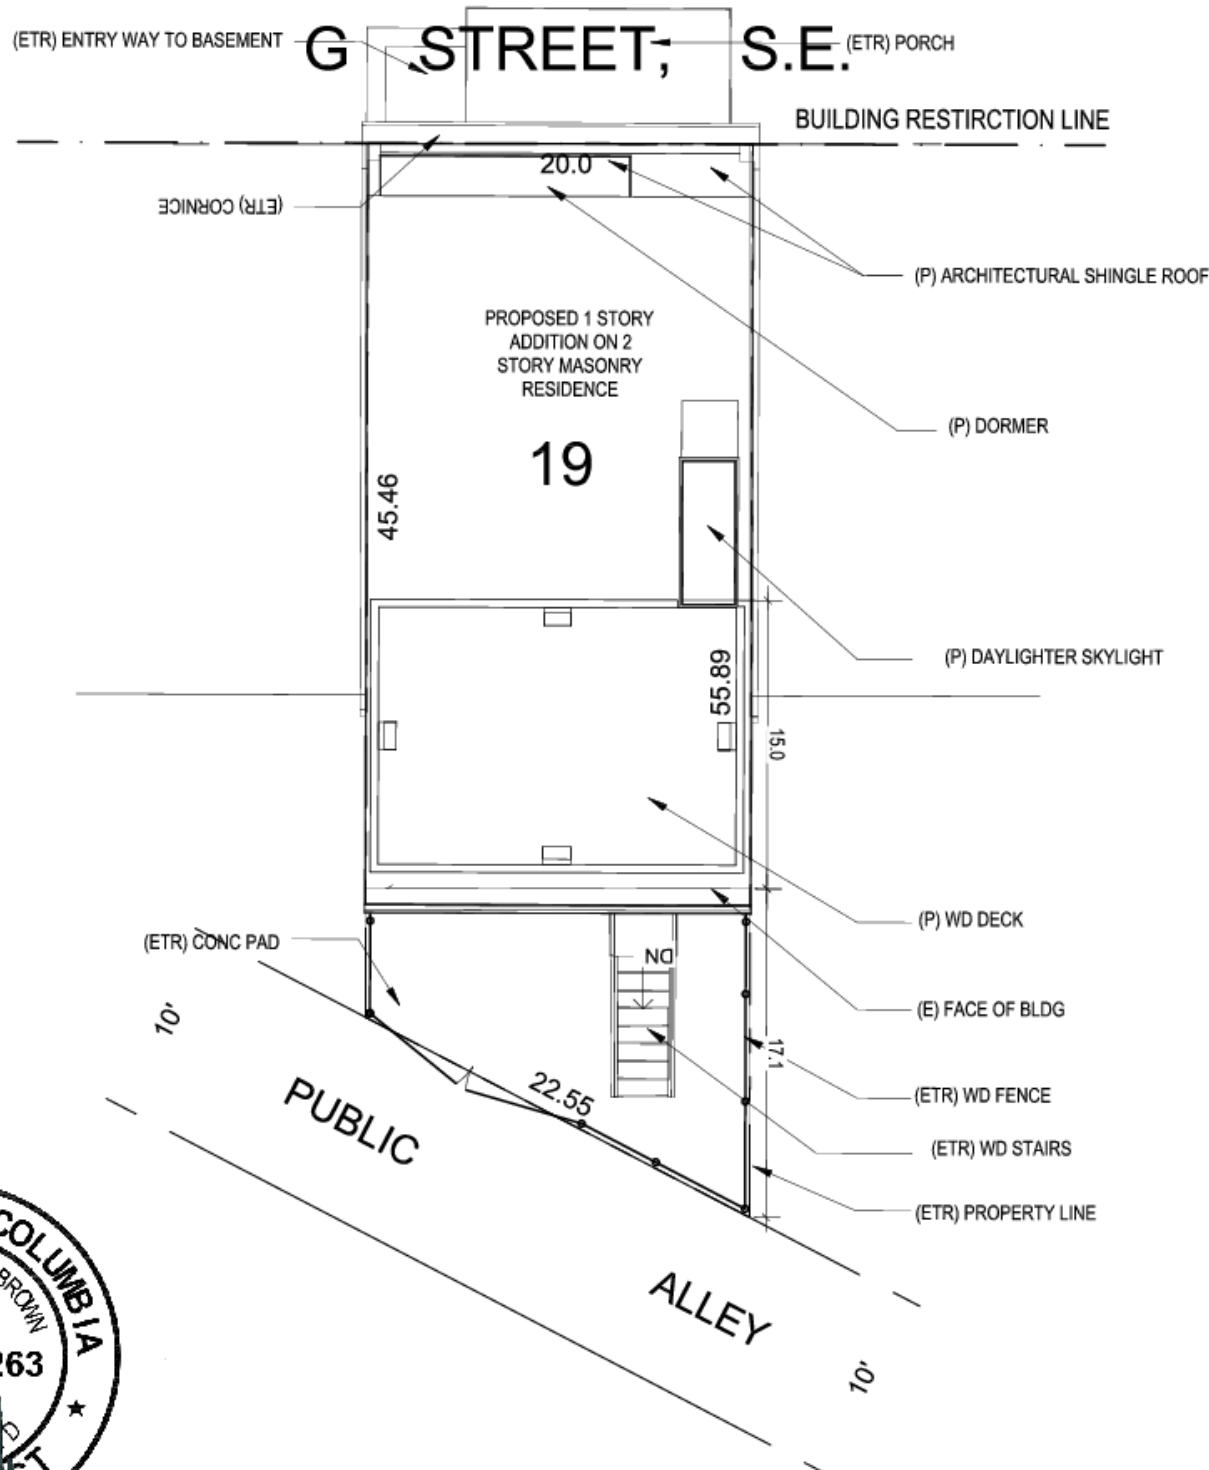 (ETR) ENTRY WAY TO BASEMENT
G STREET, S.E.
(ETR) PORCH
BUILDING RESTIRCTION LINE
20.0
(ETR) CORNICE
(P) ARCHITECTURAL SHINGLE ROOF
PROPOSED 1 STORY
ADDITION ON 2
STORY MASONRY
RESIDENCE
(P) DORMER
19
45.46
(P) DAYLIGHTER SKYLIGHT
55.89
15.0
(P) WD DECK
(ETR) CONC PAD
DN
10'
(E) FACE OF BLDG
17.1
22.55
(ETR) WD FENCE
PUBLIC
(ETR) WD STAIRS
(ETR) PROPERTY LINE
COLUMBIA
BROWN
263
ALLEY
10'